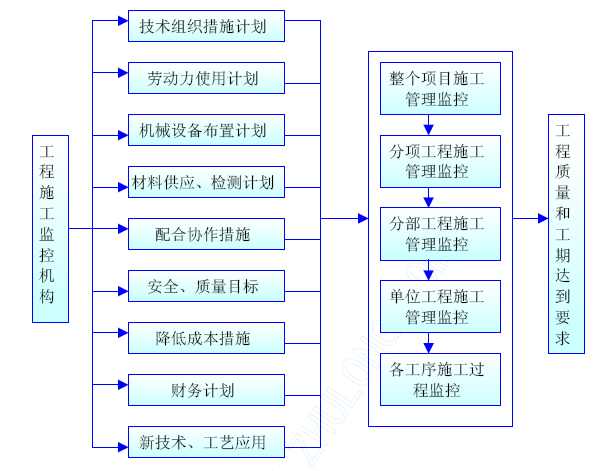 工程施工监控机构
技术组织措施计划
劳动力使用计划
机械设备布置计划
材料供应、检测计划
配合协作措施
安全、质量目标
降低成本措施
财务计划
新技术、工艺应用
整个项目施工
管理监控
分项工程施工
管理监控
分部工程施工
管理监控
单位工程施工
管理监控
各工序施工过
程监控
工程质量和工期达到要求